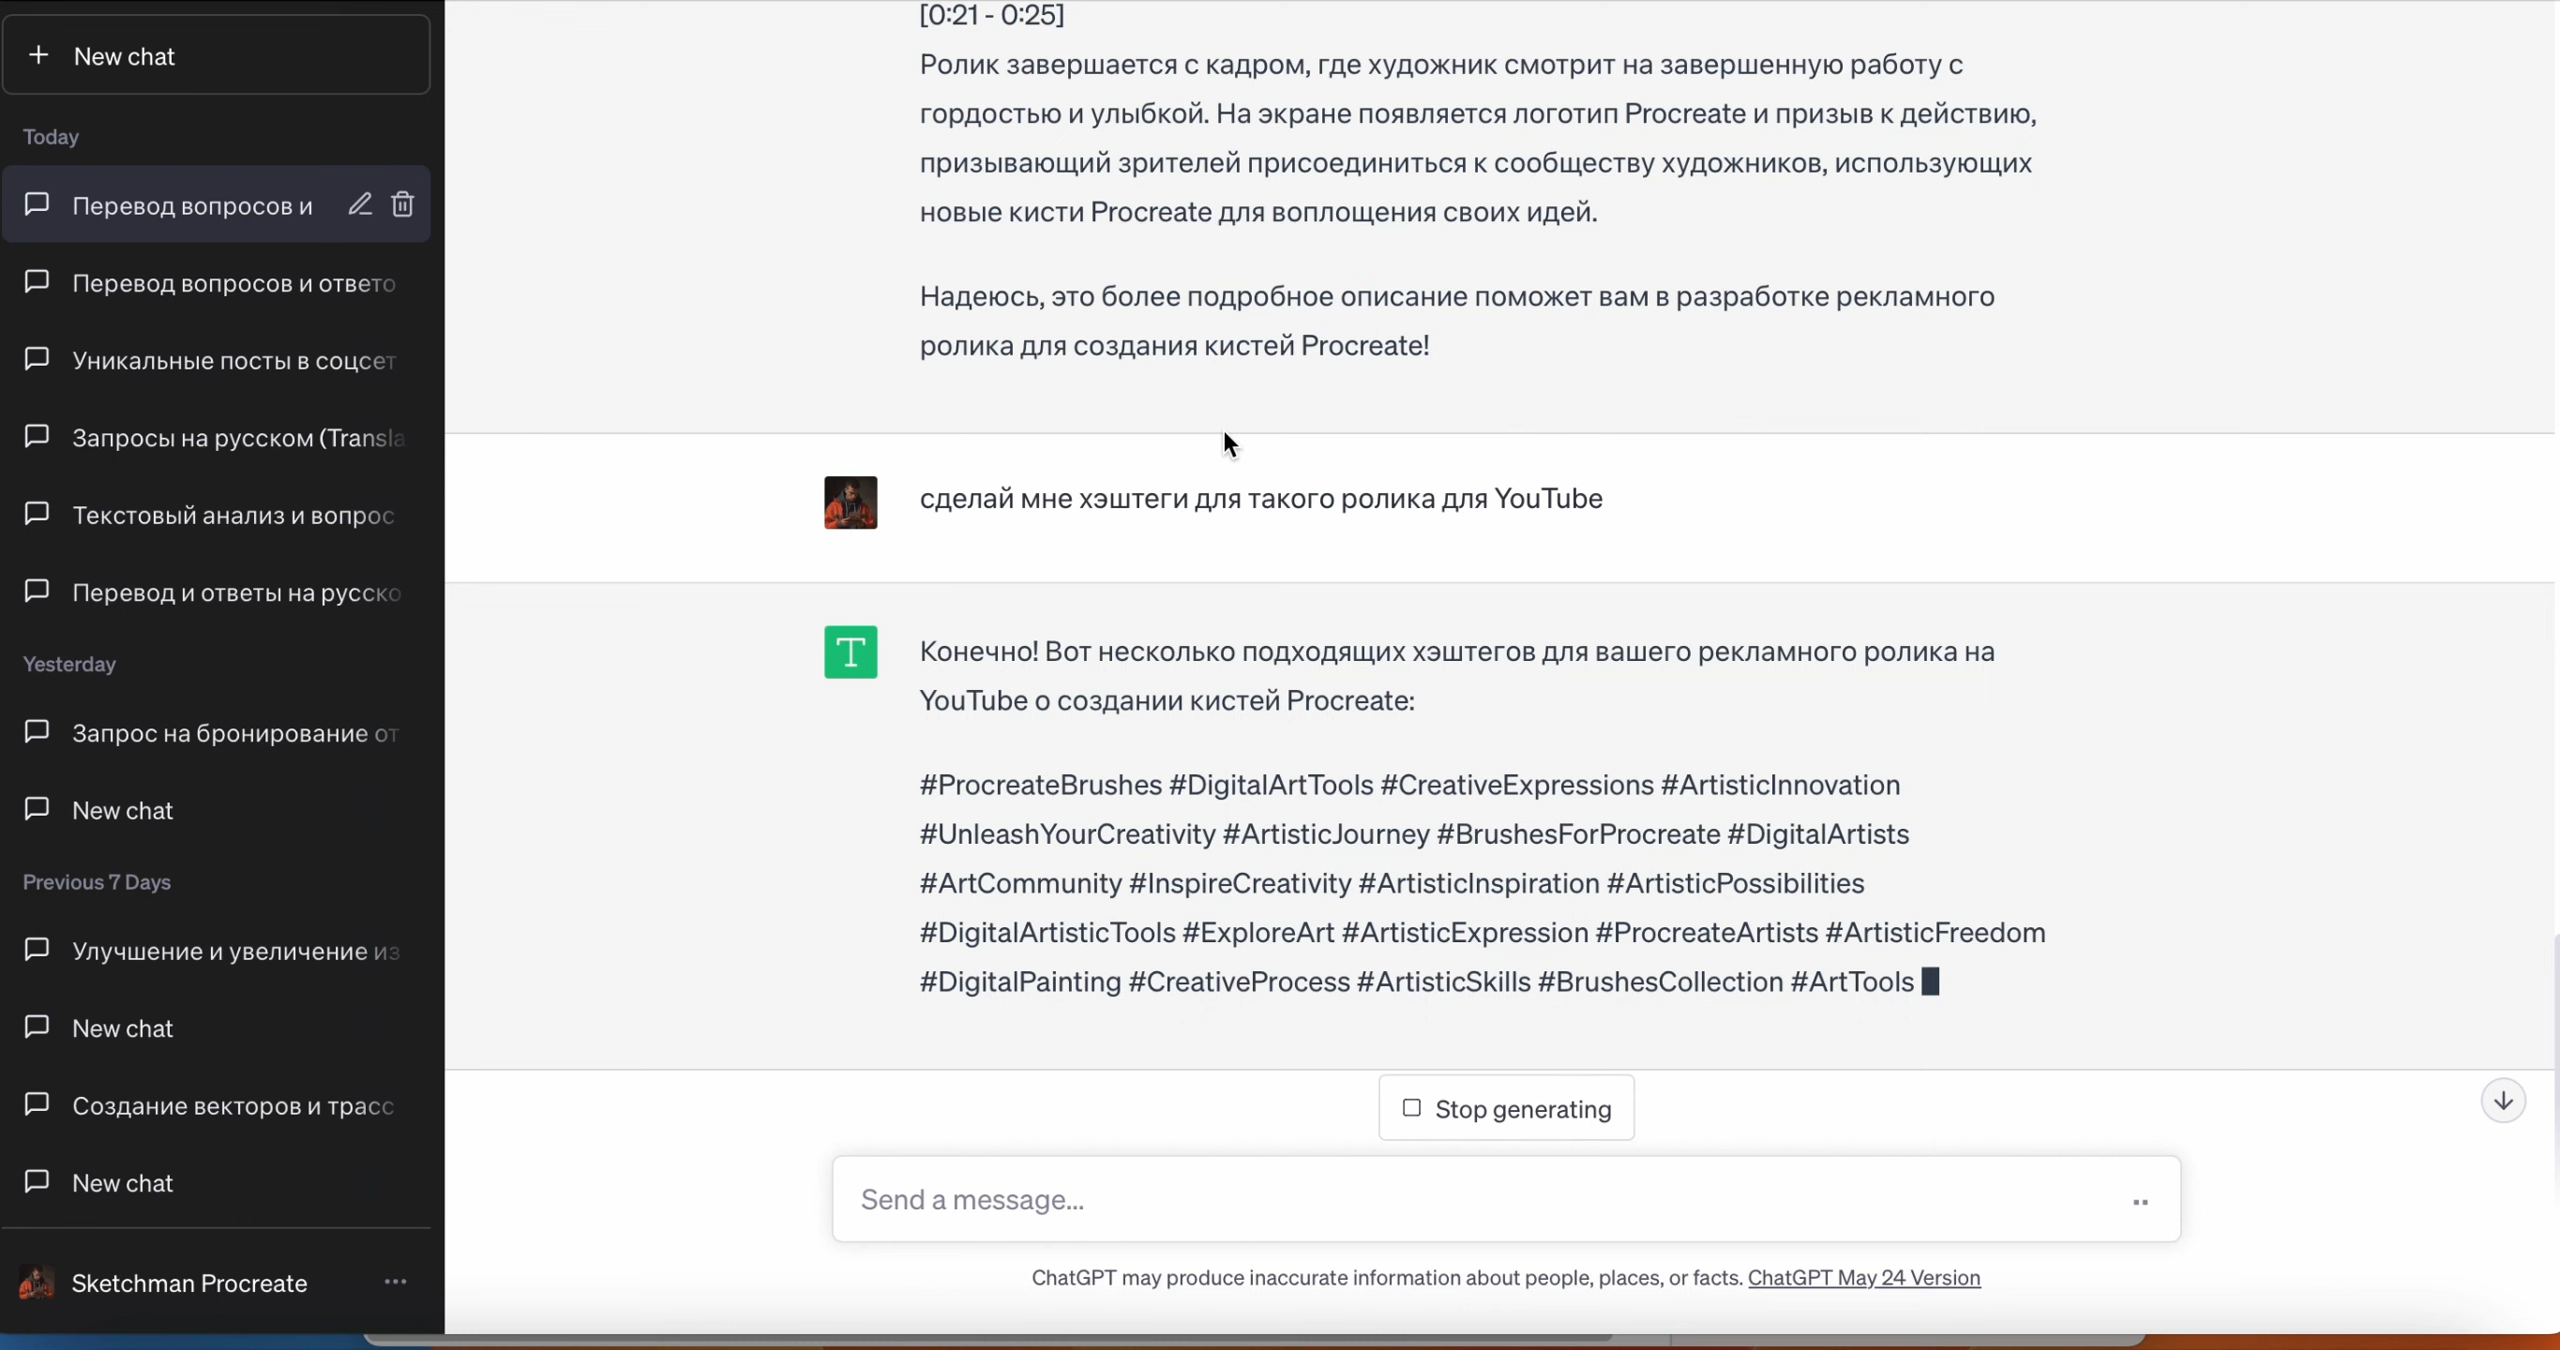 New chat
Today
Перевод вопросов и
Перевод вопросов и ответо
Уникальные посты в соцсет
Запросы на русском (Transla
Текстовый анализ и вопрос
Перевод и ответы на русско
Yesterday
Запрос на бронирование от
New chat
Previous 7 Days
Улучшение и увеличение из
New chat
Создание векторов и трасс
New chat
Sketchman Procreate
[0:21 - 0:25]
Ролик завершается с кадром, где художник смотрит на завершенную работу с
гордостью и улыбкой. На экране появляется логотип Procreate и призыв к действию,
призывающий зрителей присоединиться к сообществу художников, использующих
новые кисти Procreate для воплощения своих идей.
Надеюсь, это более подробное описание поможет вам в разработке рекламного
ролика для создания кистей Procreate!
сделай мне хэштеги для такого ролика для YouTube
T
Конечно! Вот несколько подходящих хэштегов для вашего рекламного ролика на
YouTube о создании кистей Procreate:
#ProcreateBrushes #DigitalArtTools #CreativeExpressions #ArtisticInnovation
#UnleashYourCreativity #ArtisticJourney #BrushesForProcreate #DigitalArtists
#ArtCommunity #InspireCreativity #ArtisticInspiration #ArtisticPossibilities
#DigitalArtisticTools #ExploreArt #ArtisticExpression #ProcreateArtists #ArtisticFreedom
#DigitalPainting #CreativeProcess #ArtisticSkills #BrushesCollection #ArtTools
Stop generating
Send a message...
ChatGPT may produce inaccurate information about people, places, or facts. ChatGPT May 24 Version